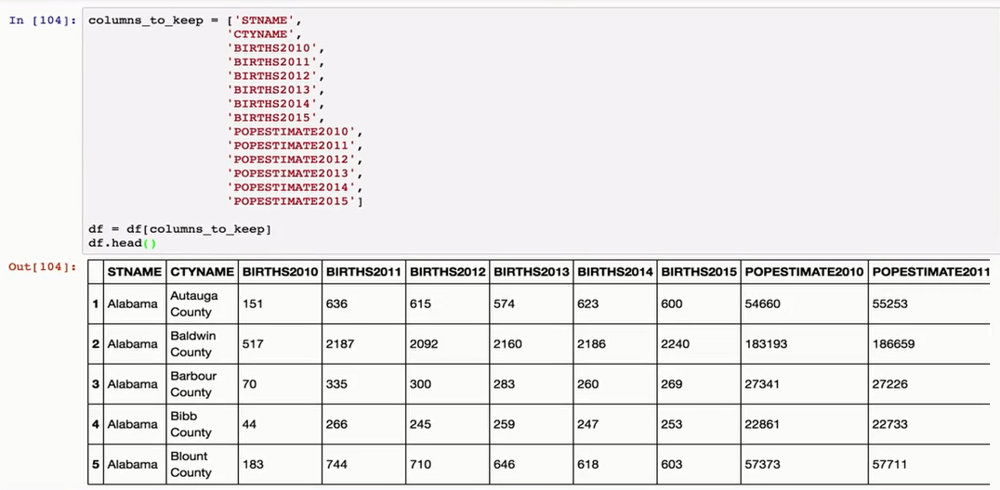 In [104]: columns_to_keep = ['STNAME',
'CTYNAME',
'BIRTHS2010',
'BIRTHS2011',
'BIRTHS2012',
'BIRTHS2013',
'BIRTHS2014',
'BIRTHS2015',
'POPESTIMATE2010',
'POPESTIMATE2011',
'POPESTIMATE2012',
'POPESTIMATE2013',
'POPESTIMATE2014',
'POPESTIMATE2015']
df = df[columns_to_keep]
df.head()
Out[104]:
STNAME CTYNAME BIRTHS2010 BIRTHS2011 BIRTHS2012 BIRTHS2013 BIRTHS2014 BIRTHS2015 POPESTIMATE2010 POPESTIMATE2011
1 Alabama Autauga County 151 636 615 574 623 600 54660 55253
2 Alabama Baldwin County 517 2187 2092 2160 2186 2240 183193 186659
3 Alabama Barbour County 70 335 300 283 260 269 27341 27226
4 Alabama Bibb County 44 266 245 259 247 253 22861 22733
5 Alabama Blount County 183 744 710 646 618 603 57373 57711